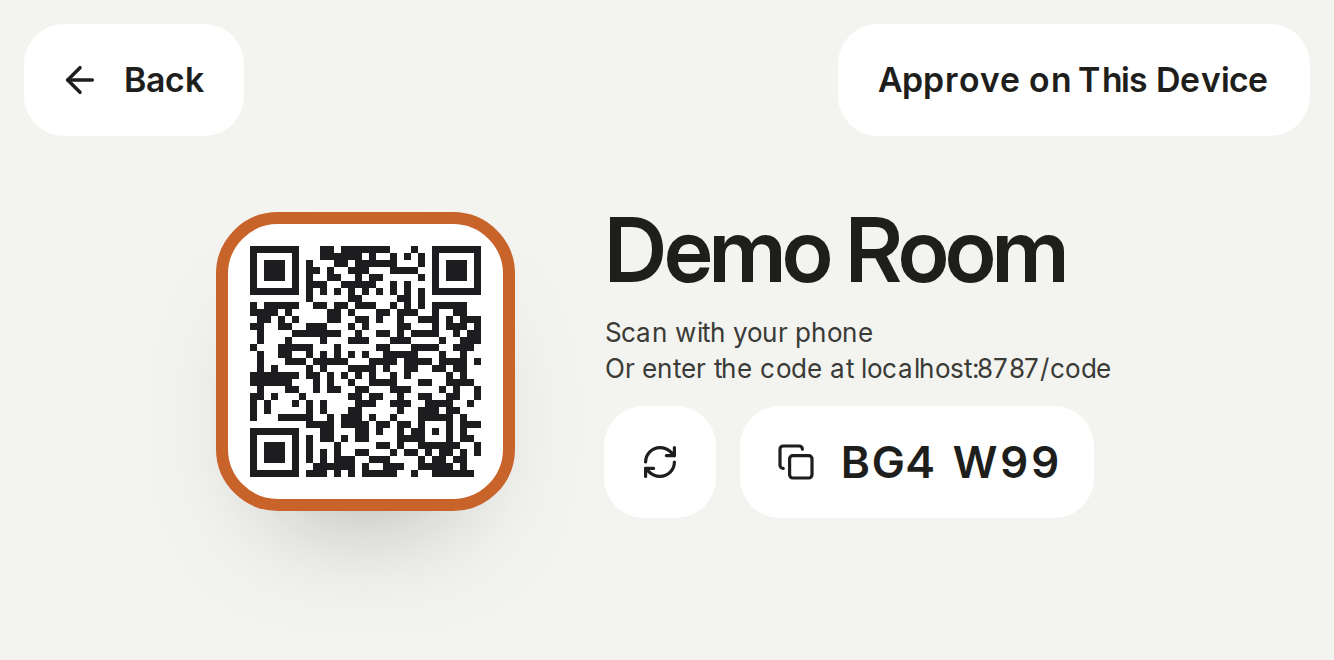 Back
Approve on This Device
Demo Room
Scan with your phone
Or enter the code at localhost:8787/code
BG4 W99